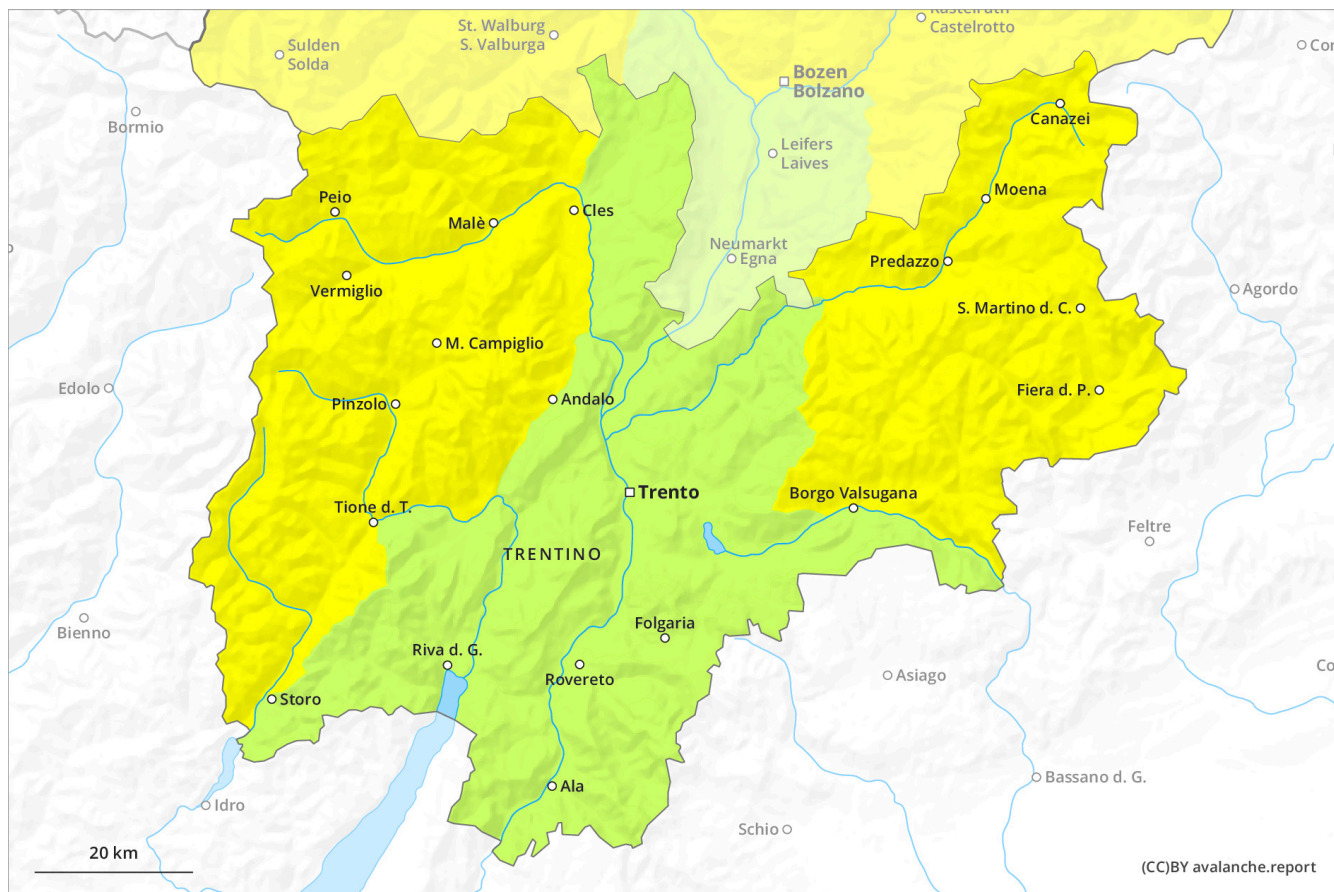 Kastelruth
Castelrotto
St. Walburg
S. Valburga
Sulden
Solda
Cor
Bozen
Bolzano
Bormio
Canazei
Leifers
Laives
Peio
Malè
Cles
Moena
Neumarkt
Egna
Predazzo
Vermiglio
Agordo
S. Martino d. C.
M. Campiglio
Edolo
Pinzolo
Andalo
Fiera d. P.
Trento
Borgo Valsugana
Tione d. T.
Feltre
TRENTINO
Bienno
Folgaria
Riva d. G.
Rovereto
Asiago
Co
Storo
Bassano d. G.
Ala
Idro
Schio
20 km
(CC)BY avalanche.report